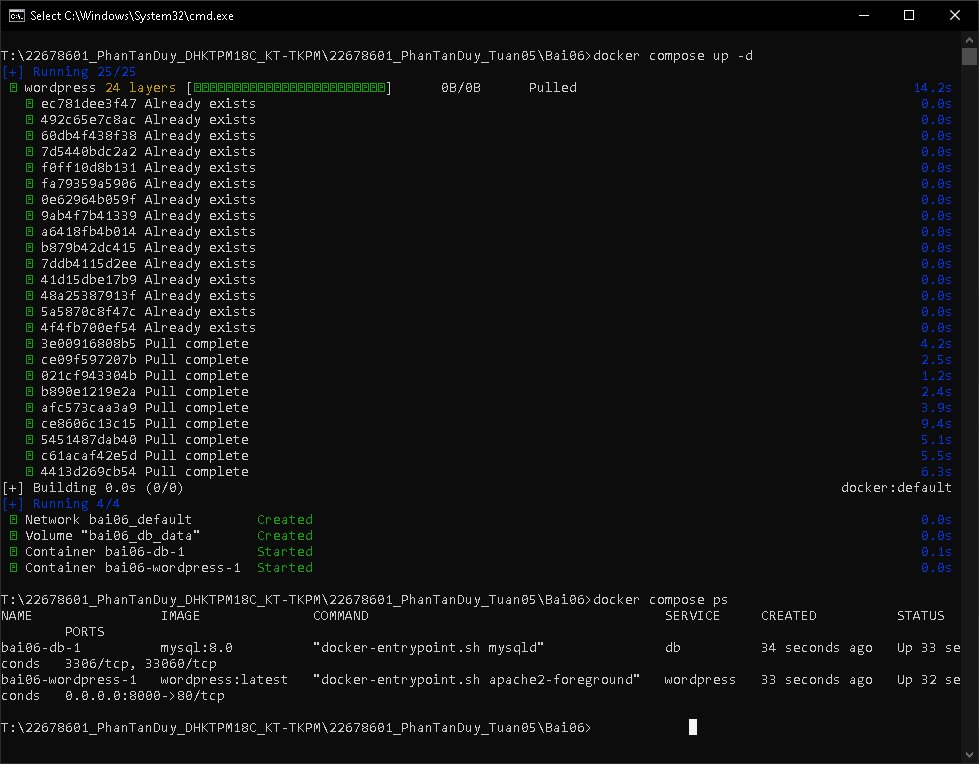 Select C:\Windows\System32\cmd.exe
T:\22678601_PhanTanDuy_DHKTPM18C_KT-TKPM\22678601_PhanTanDuy_Tuan05\Bai06>docker compose up -d
[+] Running 25/25
wordpress 24 layers [] 0B/0B Pulled 14.2s
ec781dee3f47 Already exists 0.0s
492c65e7c8ac Already exists 0.0s
60db4f438f38 Already exists 0.0s
7d5440bdc2a2 Already exists 0.0s
f0ff10d8b131 Already exists 0.0s
fa79359a5906 Already exists 0.0s
0e62964b059f Already exists 0.0s
9ab4f7b41339 Already exists 0.0s
a6418fb4b014 Already exists 0.0s
b879b42dc415 Already exists 0.0s
7ddb4115d2ee Already exists 0.0s
41d15dbe17b9 Already exists 0.0s
48a25387913f Already exists 0.0s
5a5870c8f47c Already exists 0.0s
4f4fb700ef54 Already exists 0.0s
3e00916808b5 Pull complete 4.2s
ce09f597207b Pull complete 2.5s
021cf943304b Pull complete 1.2s
b890e1219e2a Pull complete 2.4s
afc573caa3a9 Pull complete 3.9s
ce8606c13c15 Pull complete 9.4s
5451487dab40 Pull complete 5.1s
c61acaf42e5d Pull complete 5.5s
4413d269cb54 Pull complete 6.3s
[+] Building 0.0s (0/0) docker:default
[+] Running 4/4
Network bai06_default Created 0.0s
Volume "bai06_db_data" Created 0.0s
Container bai06-db-1 Started 0.1s
Container bai06-wordpress-1 Started 0.0s
T:\22678601_PhanTanDuy_DHKTPM18C_KT-TKPM\22678601_PhanTanDuy_Tuan05\Bai06>docker compose ps
NAME IMAGE COMMAND SERVICE CREATED STATUS
PORTS
bai06-db-1 mysql:8.0 "docker-entrypoint.sh mysqld" db 34 seconds ago Up 33 se
conds 3306/tcp, 33060/tcp
bai06-wordpress-1 wordpress:latest "docker-entrypoint.sh apache2-foreground" wordpress 33 seconds ago Up 32 se
conds 0.0.0.0:8000->80/tcp
T:\22678601_PhanTanDuy_DHKTPM18C_KT-TKPM\22678601_PhanTanDuy_Tuan05\Bai06>